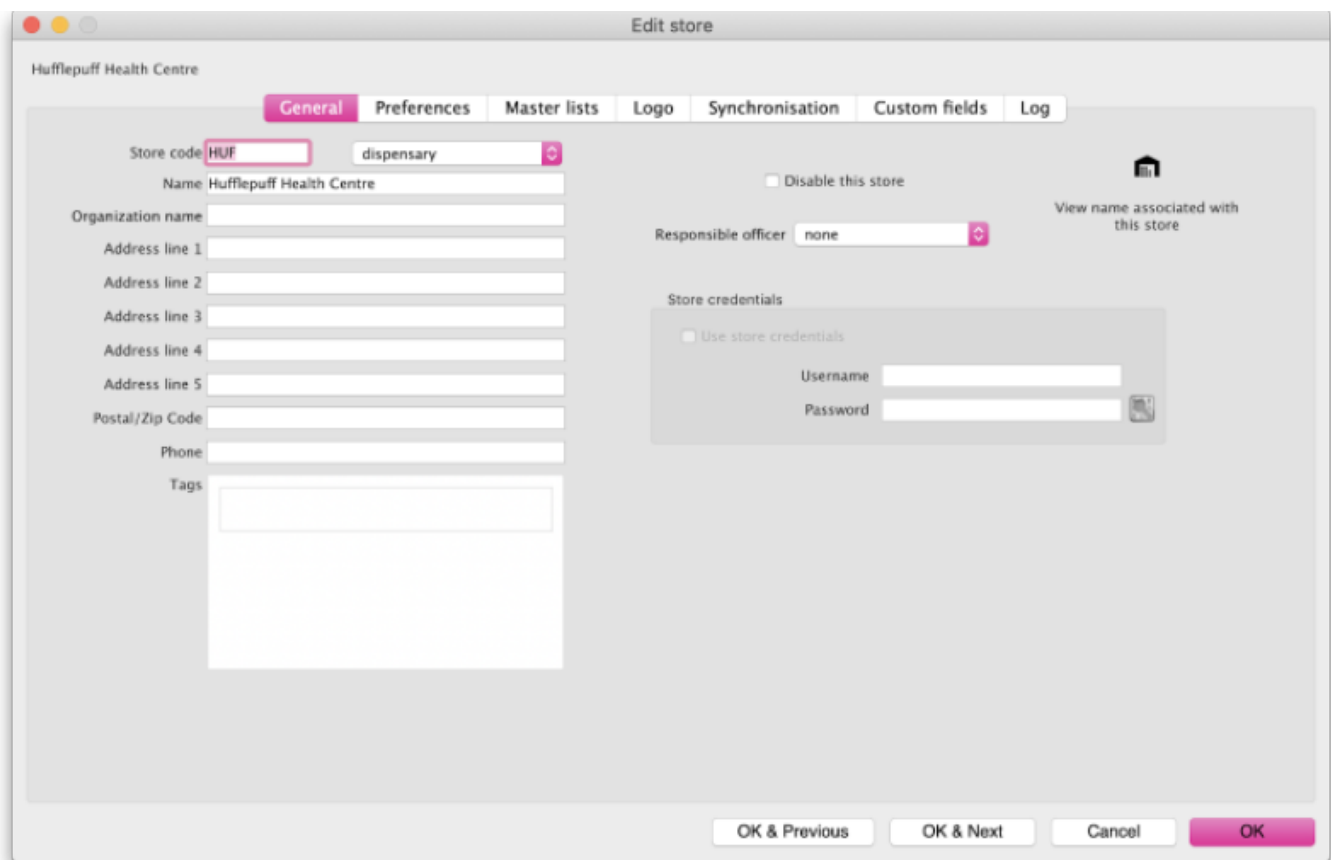 Edit store
Hufflepuff Health Centre
General Preferences Master lists Logo Synchronisation Custom fields Log
Store code HUF dispensary
Name Hufflepuff Health Centre
Organization name
Address line 1
Address line 2
Address line 3
Address line 4
Address line 5
Postal/Zip Code
Phone
Tags
Disable this store
Responsible officer none
View name associated with
this store
Store credentials
Use store credentials
Username
Password
OK & Previous OK & Next Cancel OK